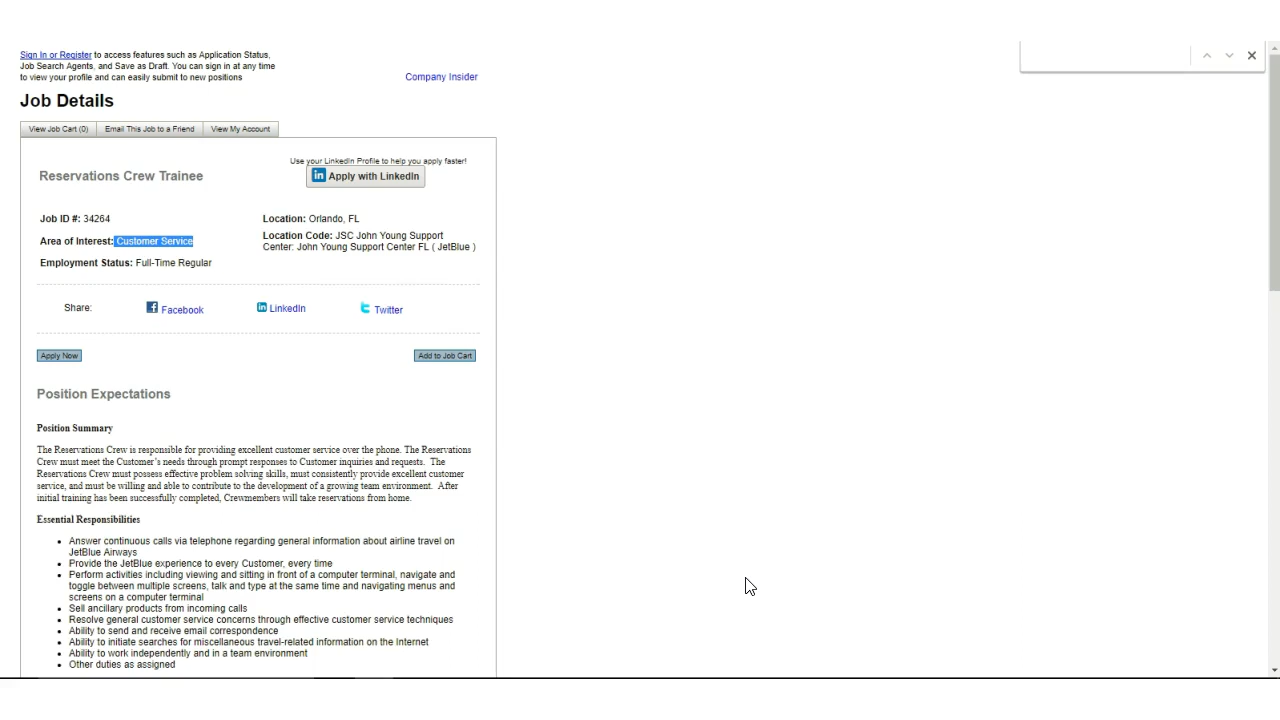 Sign In or Register to access features such as Application Status,
Job Search Agents, and Save as Draft. You can sign in at any time
to view your profile and can easily submit to new positions
Company Insider
Job Details
View Job Cart (0)
Email This Job to a Friend
View My Account
Use your LinkedIn Profile to help you apply faster!
Reservations Crew Trainee
in Apply with LinkedIn
Job ID #: 34264
Location: Orlando, FL
Area of Interest: Customer Service
Location Code: JSC John Young Support
Center: John Young Support Center FL ( JetBlue )
Employment Status: Full-Time Regular
Share:
Facebook
LinkedIn
Twitter
Apply Now
Add to Job Cart
Position Expectations
Position Summary
The Reservations Crew is responsible for providing excellent customer service over the phone. The Reservations
Crew must meet the Customer's needs through prompt responses to Customer inquiries and requests. The
Reservations Crew must possess effective problem solving skills, must consistently provide excellent customer
service, and must be willing and able to contribute to the development of a growing team environment. After
initial training has been successfully completed, Crewmembers will take reservations from home.
Essential Responsibilities
• Answer continuous calls via telephone regarding general information about airline travel on
JetBlue Airways
• Provide the JetBlue experience to every Customer, every time
• Perform activities including viewing and sitting in front of a computer terminal, navigate and
toggle between multiple screens, talk and type at the same time and navigating menus and
screens on a computer terminal
• Sell ancillary products from incoming calls
• Resolve general customer service concerns through effective customer service techniques
• Ability to send and receive email correspondence
• Ability to initiate searches for miscellaneous travel-related information on the Internet
• Ability to work independently and in a team environment
• Other duties as assigned